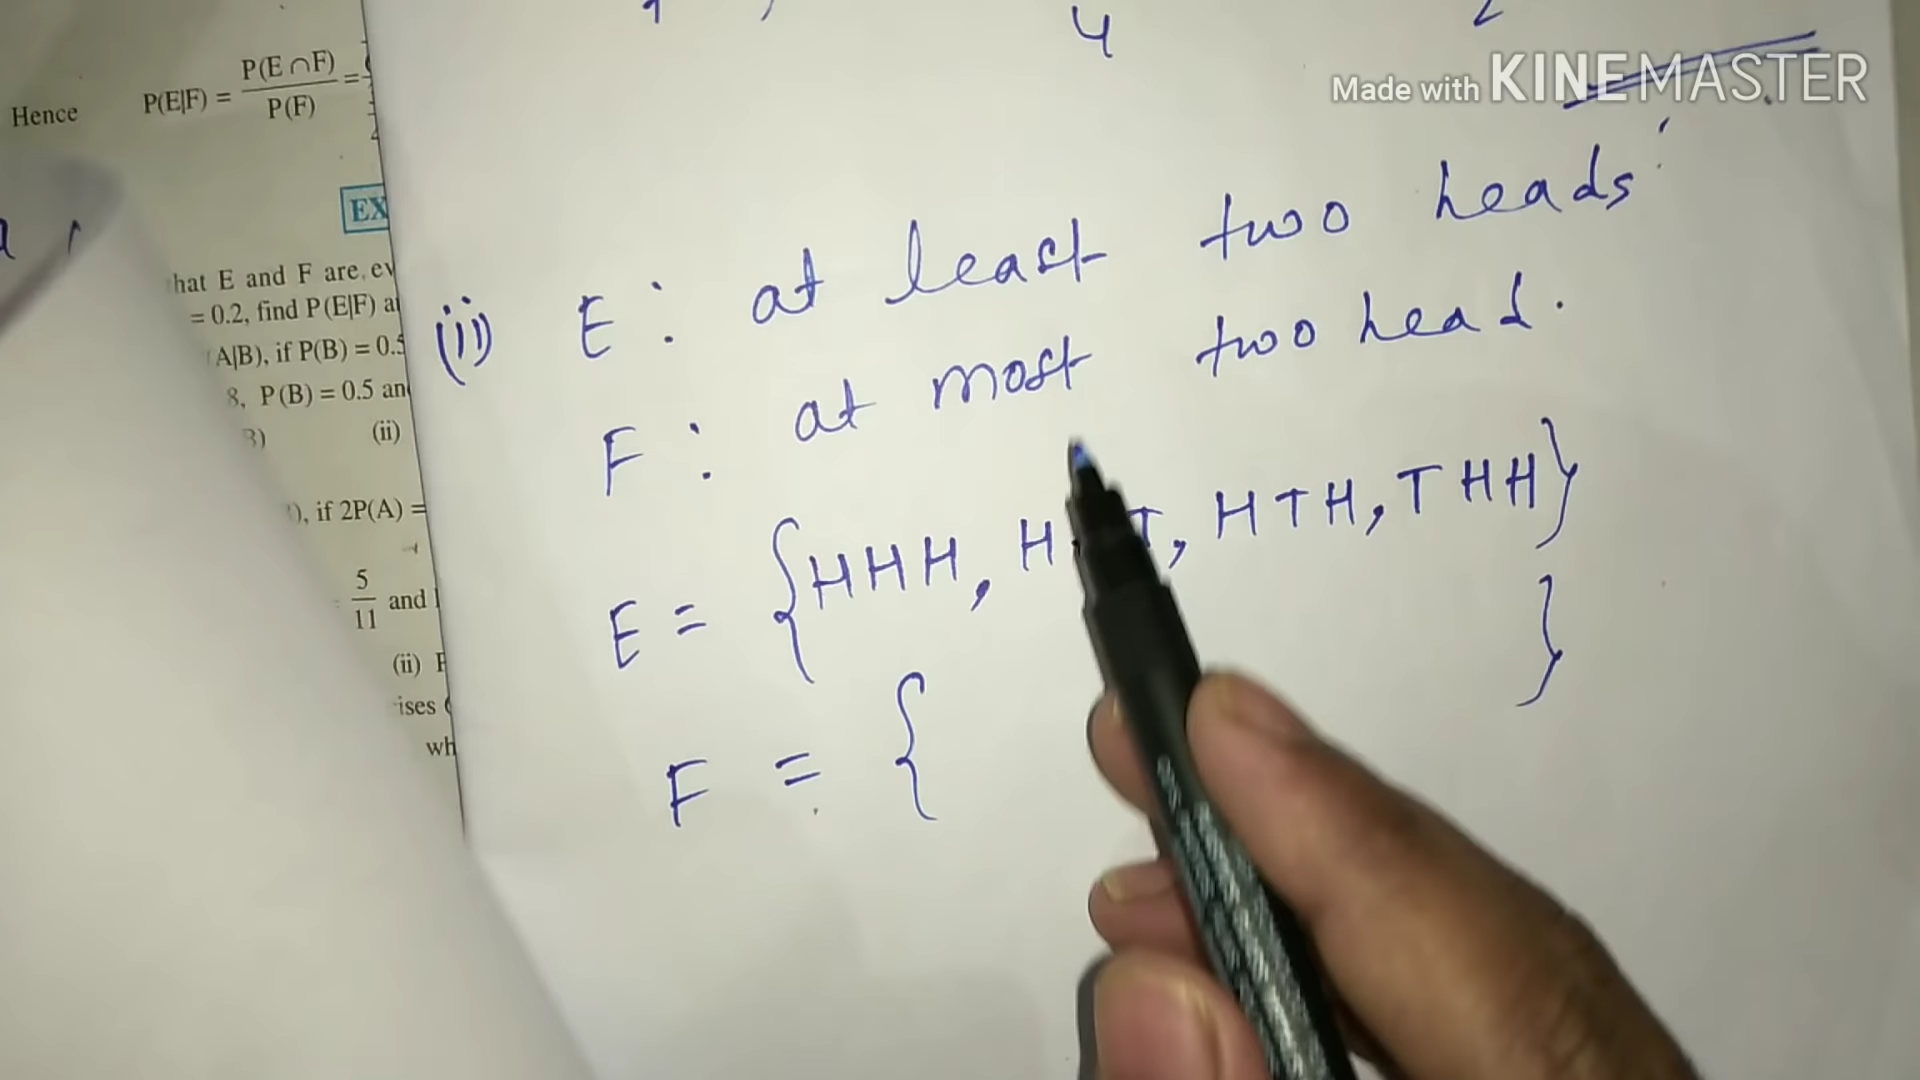 4
Made with KINEMASTER
Hence P(E|F) = P(E ∩ F) / P(F) =
EX
hat E and F are ev
= 0.2, find P(E|F) a
A|B), if P(B) = 0.5
8, P(B) = 0.5 an
(ii)
), if 2P(A) =
5/11 and
(ii)
ises
wh
(ii) E : at least two heads
F : at most two head.
E = {HHH, H T, HTH, THH}
F = { }